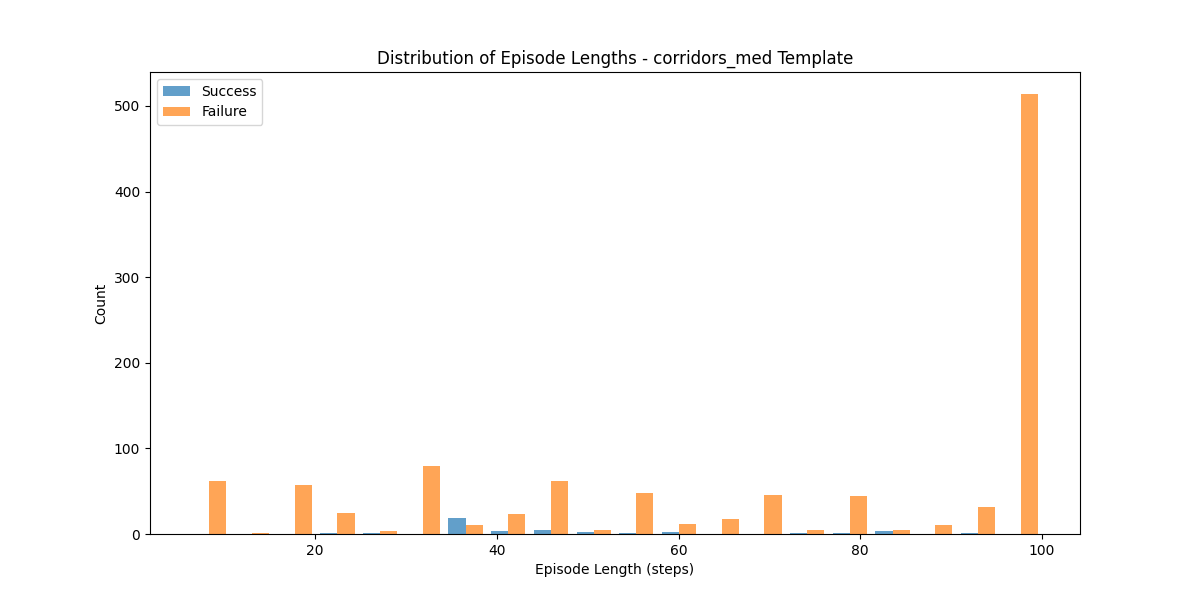 Distribution of Episode Lengths - corridors_med Template
Success
Failure
Count
500
400
300
200
100
0
20
40
60
80
100
Episode Length (steps)